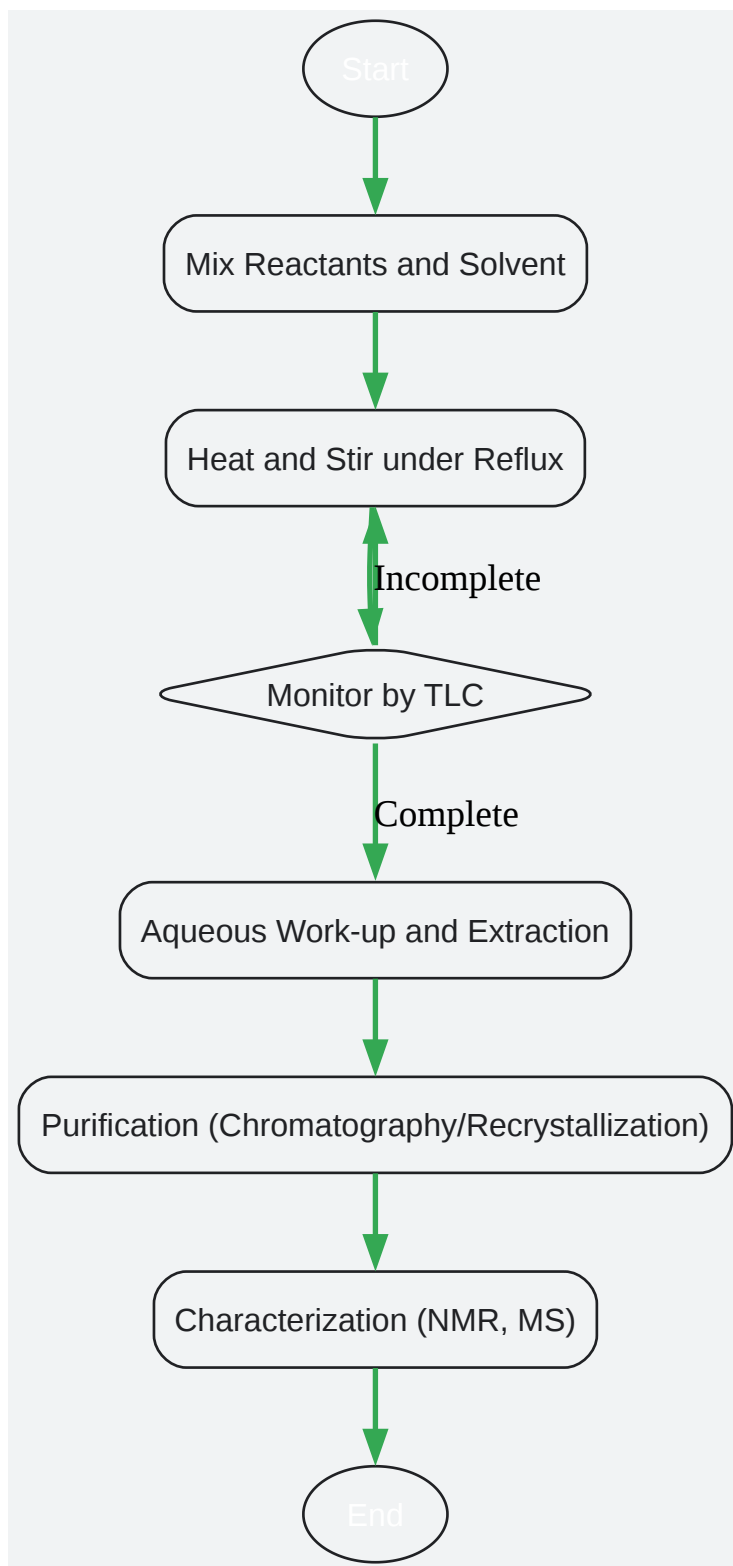 Start
Mix Reactants and Solvent
Heat and Stir under Reflux
Incomplete
Monitor by TLC
Complete
Aqueous Work-up and Extraction
Purification (Chromatography/Recrystallization)
Characterization (NMR, MS)
End